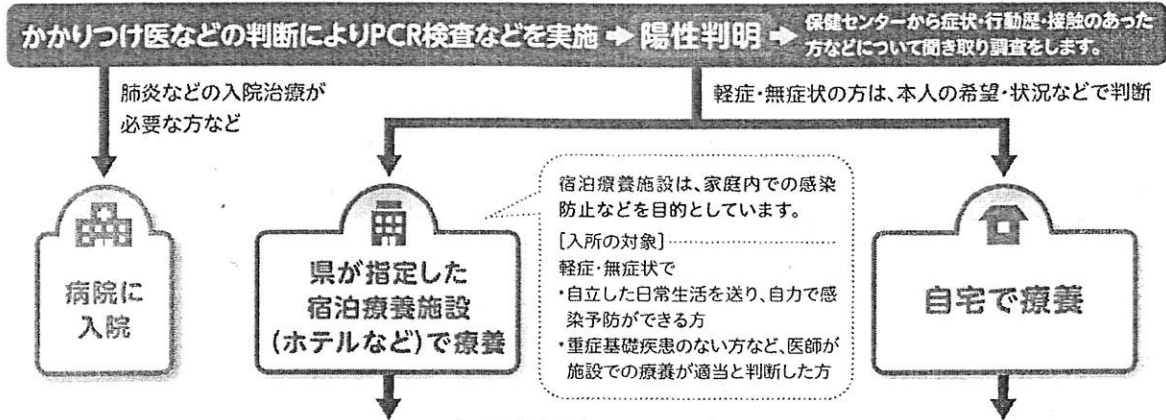 かかりつけ医などの判断によりPCR検査などを実施➡陽性判明➡保健センターから症状・行動歴・接触のあった
方などについて聞き取り調査をします。
肺炎などの入院治療が
必要な方など
軽症・無症状の方は、本人の希望・状況などで判断
病院に
入院
県が指定した
宿泊療養施設
(ホテルなど)で療養
宿泊療養施設は、家庭内での感染
防止などを目的としています。
[入所の対象]
軽症・無症状で
・自立した日常生活を送り、自力で感
染予防ができる方
・重症基礎疾患のない方など、医師が
施設での療養が適当と判断した方
自宅で療養